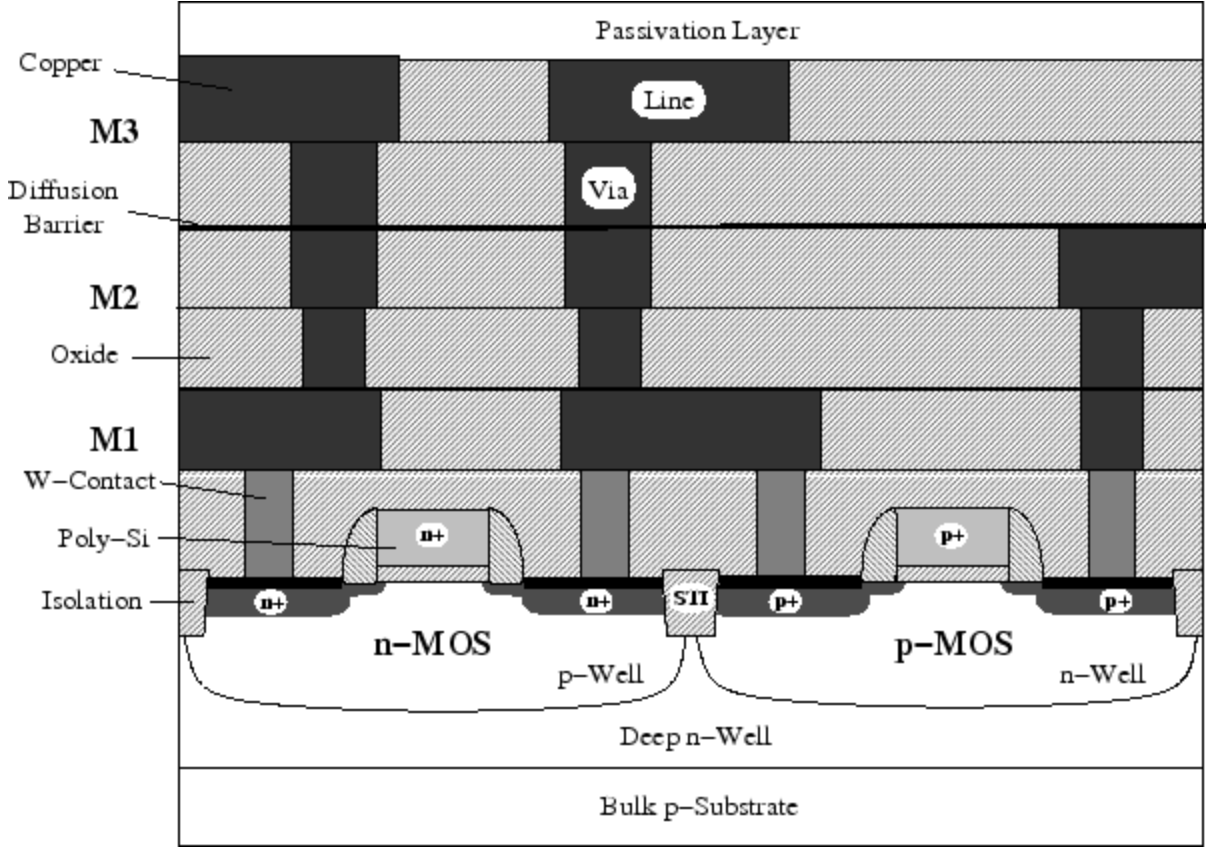 Passivation Layer
Copper
Line
M3
Diffusion
Barrier
Via
M2
Oxide
M1
W–Contact
Poly–Si
n+
p+
Isolation
n+
n+
STI
p+
p+
n–MOS
p–MOS
p–Well
n–Well
Deep n–Well
Bulk p–Substrate